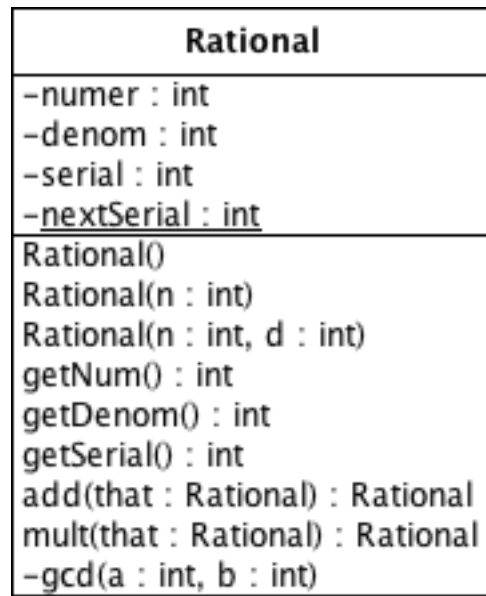 Rational
-numer : int
-denom : int
-serial : int
-nextSerial : int
Rational()
Rational(n : int)
Rational(n : int, d : int)
getNum() : int
getDenom() : int
getSerial() : int
add(that : Rational) : Rational
mult(that : Rational) : Rational
-gcd(a : int, b : int)